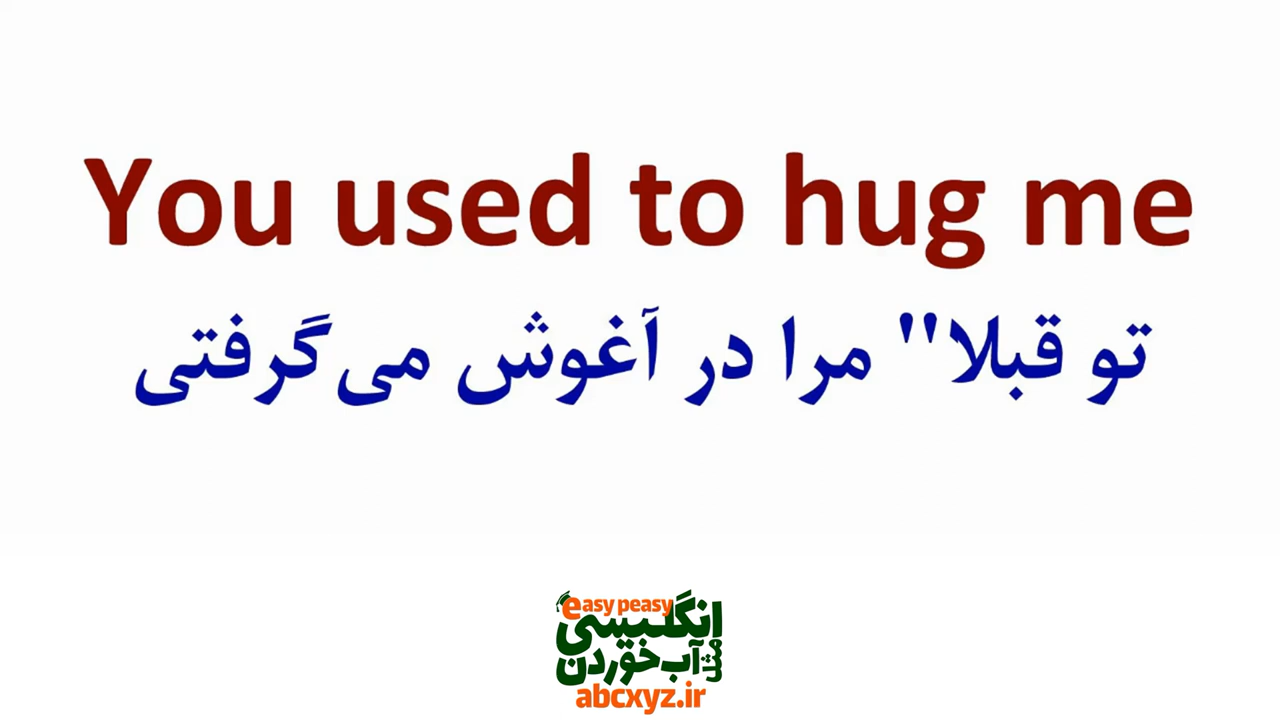 You used to hug me
تو قبلا" مرا در آغوش می‌گرفتی
easy peasy
انگلیسی
مثل آب خوردن
abcxyz.ir